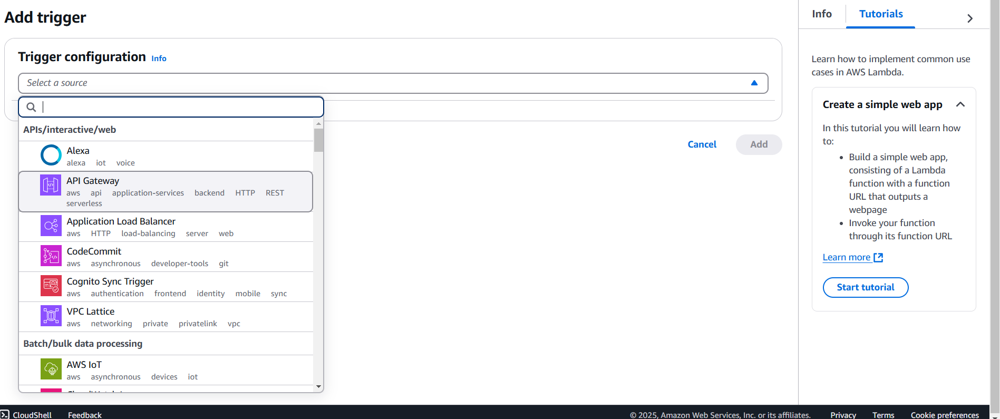 Add trigger
Trigger configuration Info
Select a source
APIs/interactive/web
Alexa
alexa iot voice
API Gateway
aws api application-services backend HTTP REST
serverless
Application Load Balancer
aws HTTP load-balancing server web
CodeCommit
aws asynchronous developer-tools git
Cognito Sync Trigger
aws authentication frontend identity mobile sync
VPC Lattice
aws networking private privatelink vpc
Batch/bulk data processing
AWS IoT
aws asynchronous devices iot
Cancel Add
Info Tutorials
Learn how to implement common use
cases in AWS Lambda.
Create a simple web app
In this tutorial you will learn how
to:
• Build a simple web app,
consisting of a Lambda
function with a function
URL that outputs a
webpage
• Invoke your function
through its function URL
Learn more
Start tutorial
CloudShell Feedback © 2025, Amazon Web Services, Inc. or its affiliates. Privacy Terms Cookie preferences